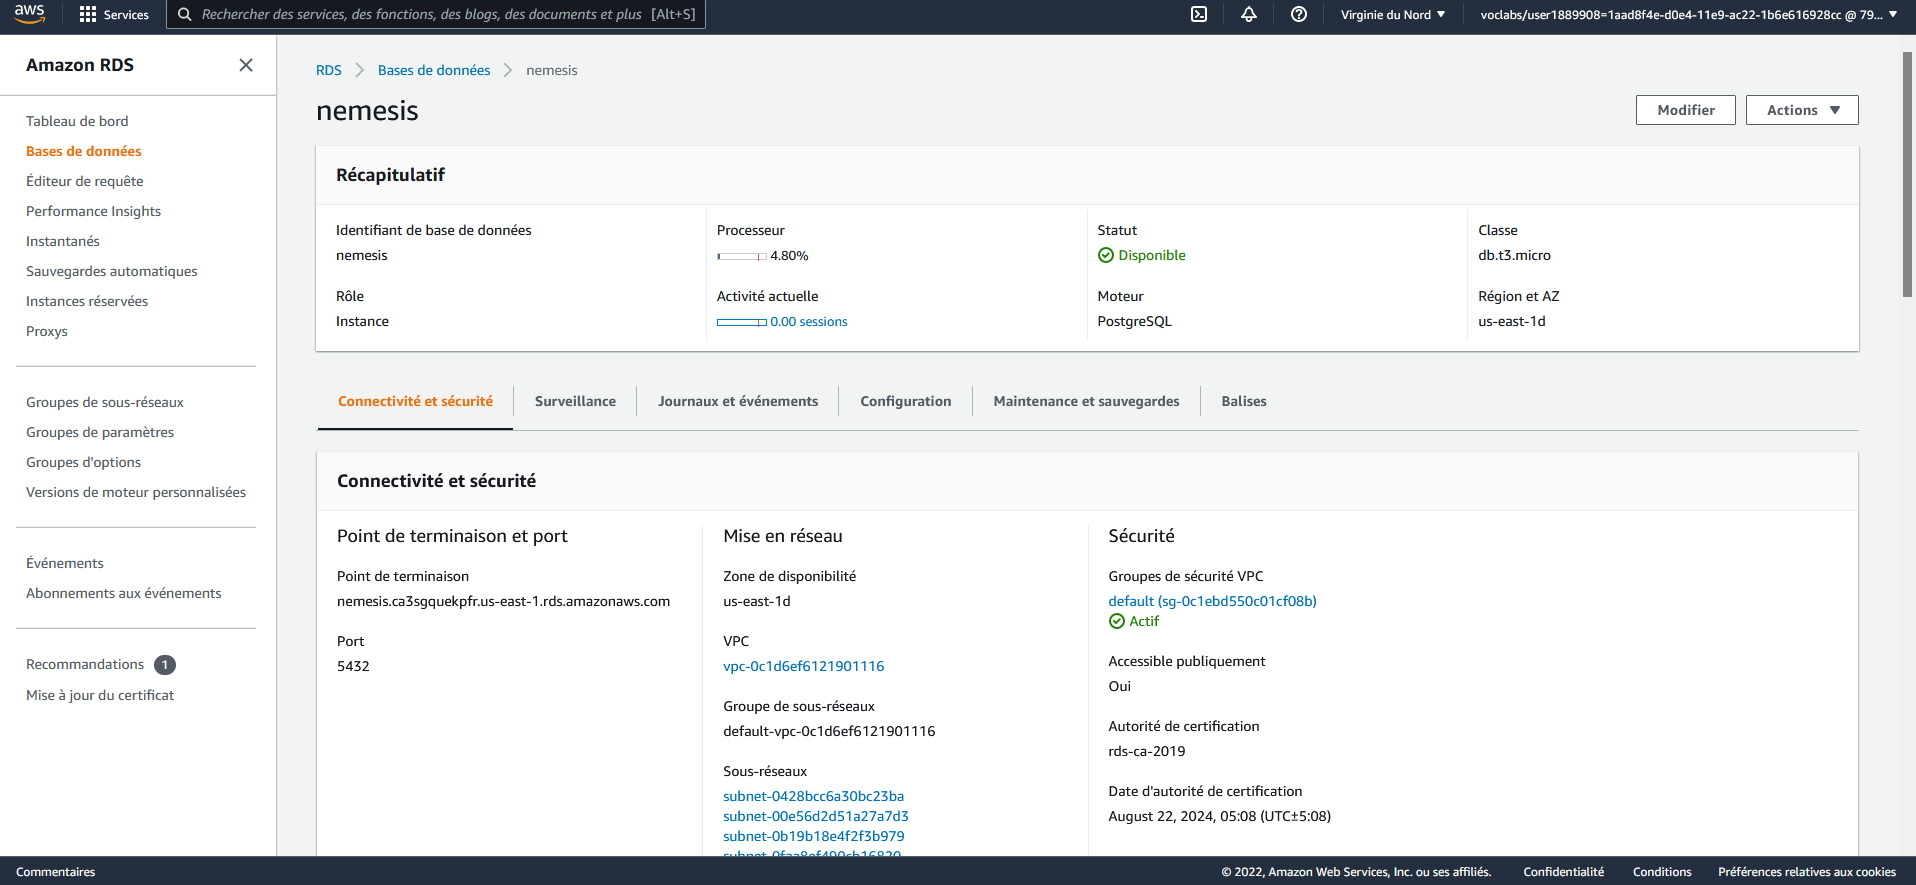 aws
Services
Rechercher des services, des fonctions, des blogs, des documents et plus [Alt+S]
Virginie du Nord ▼
voclabs/user1889908=1aad8f4e-d0e4-11e9-ac22-1b6e616928cc @ 79... ▼
Amazon RDS
Tableau de bord
Bases de données
Éditeur de requête
Performance Insights
Instantanés
Sauvegardes automatiques
Instances réservées
Proxys
Groupes de sous-réseaux
Groupes de paramètres
Groupes d'options
Versions de moteur personnalisées
Événements
Abonnements aux événements
Recommandations 1
Mise à jour du certificat
RDS > Bases de données > nemesis
nemesis
Modifier
Actions ▼
Récapitulatif
Identifiant de base de données
nemesis
Rôle
Instance
Processeur
4.80%
Activité actuelle
0.00 sessions
Statut
Disponible
Moteur
PostgreSQL
Classe
db.t3.micro
Région et AZ
us-east-1d
Connectivité et sécurité
Surveillance
Journaux et événements
Configuration
Maintenance et sauvegardes
Balises
Connectivité et sécurité
Point de terminaison et port
Point de terminaison
nemesis.ca3sgquekpfr.us-east-1.rds.amazonaws.com
Port
5432
Mise en réseau
Zone de disponibilité
us-east-1d
VPC
vpc-0c1d6ef6121901116
Groupe de sous-réseaux
default-vpc-0c1d6ef6121901116
Sous-réseaux
subnet-0428bcc6a30bc23ba
subnet-00e56d2d51a27a7d3
subnet-0b19b18e4f2f3b979
subnet-0faa8ef490cb16820
Sécurité
Groupes de sécurité VPC
default (sg-0c1ebd550c01cf08b)
Actif
Accessible publiquement
Oui
Autorité de certification
rds-ca-2019
Date d'autorité de certification
August 22, 2024, 05:08 (UTC±5:08)
Commentaires
© 2022, Amazon Web Services, Inc. ou ses affiliés.
Confidentialité
Conditions
Préférences relatives aux cookies